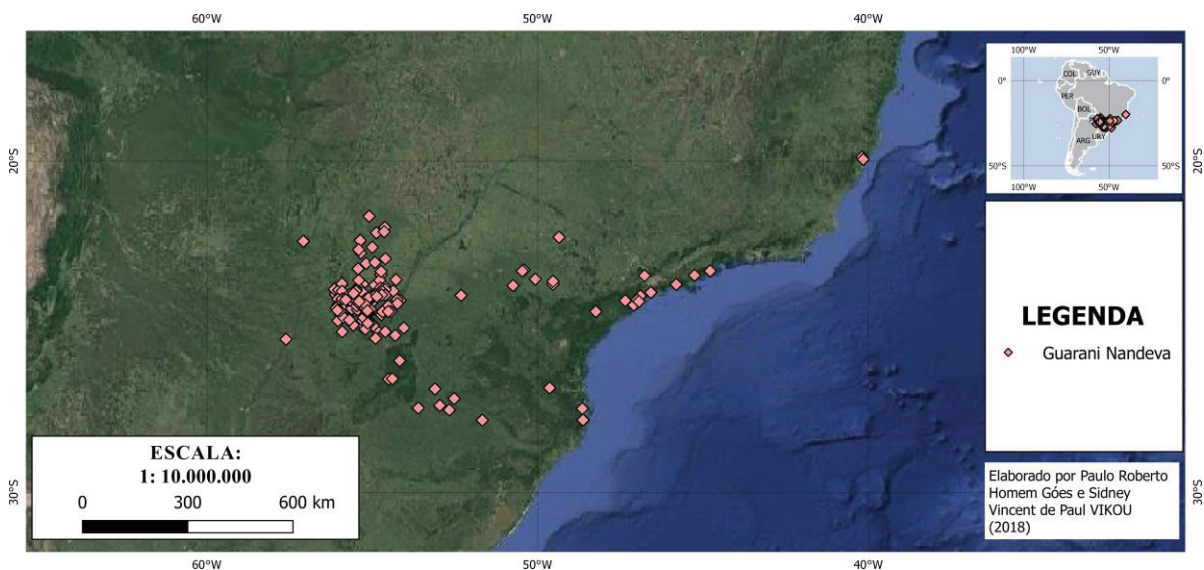 60°W 50°W 40°W
100°W 50°W
COL GUY
0° 0°
PER
BOL
20°S 20°S
ARG URY
50°S 50°S
100°W 50°W
LEGENDA
Guarani Nandeva
ESCALA:
1: 10.000.000
0 300 600 km
Elaborado por Paulo Roberto
Homem Góes e Sidney
Vincent de Paul VIKOU
(2018)
30°S 30°S
60°W 50°W 40°W